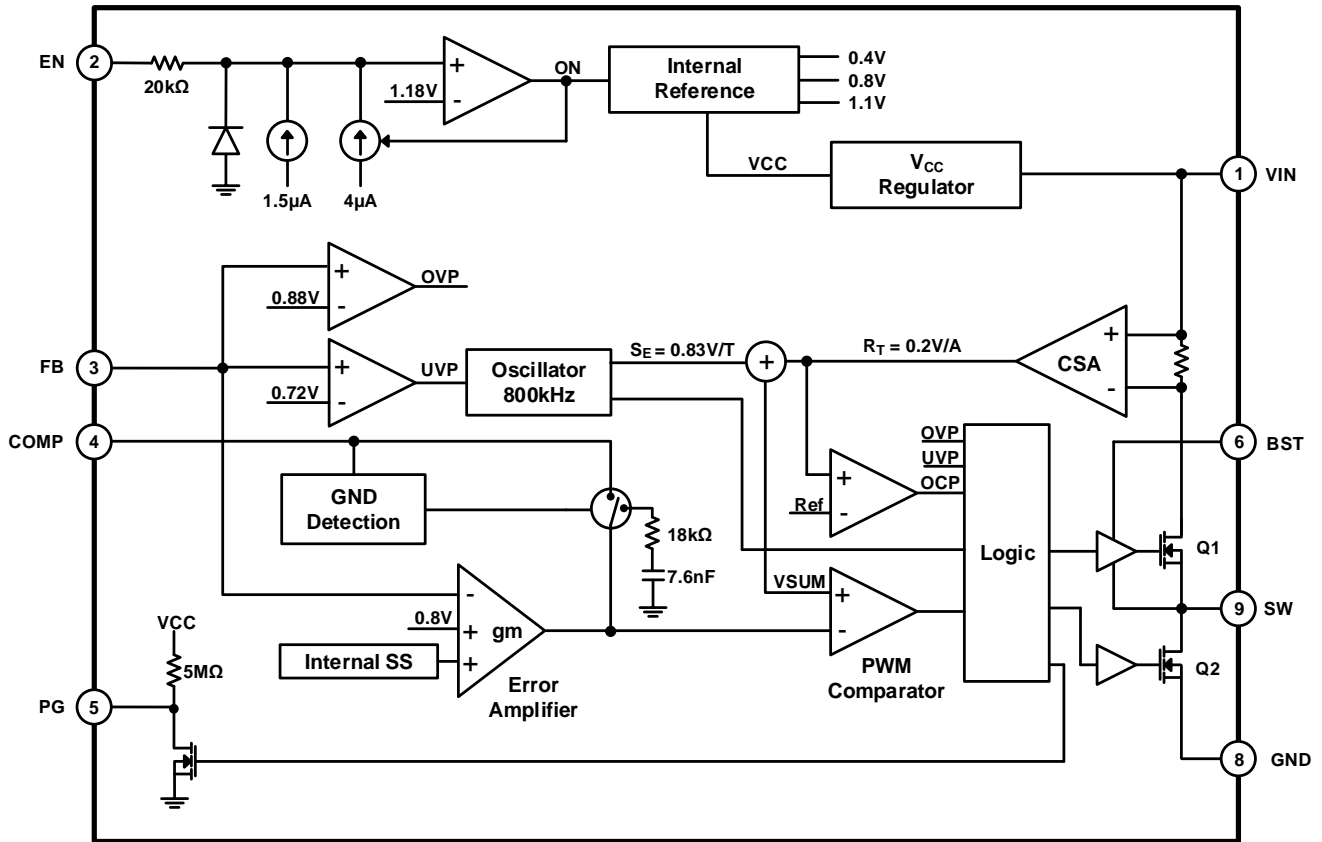 EN
2
20kΩ
1.18V
+
-
ON
Internal
Reference
0.4V
0.8V
1.1V
1.5µA
4µA
VCC
VCC
Regulator
1
VIN
0.88V
+
-
OVP
FB
3
0.72V
+
-
UVP
Oscillator
800kHz
SE = 0.83V/T
+
RT = 0.2V/A
CSA
+
-
COMP
4
GND
Detection
18kΩ
7.6nF
Ref
+
-
OVP
UVP
OCP
Logic
6
BST
Q1
VSUM
+
-
PWM
Comparator
9
SW
Q2
0.8V
Internal SS
-
+
+
gm
Error
Amplifier
VCC
5MΩ
PG
5
8
GND